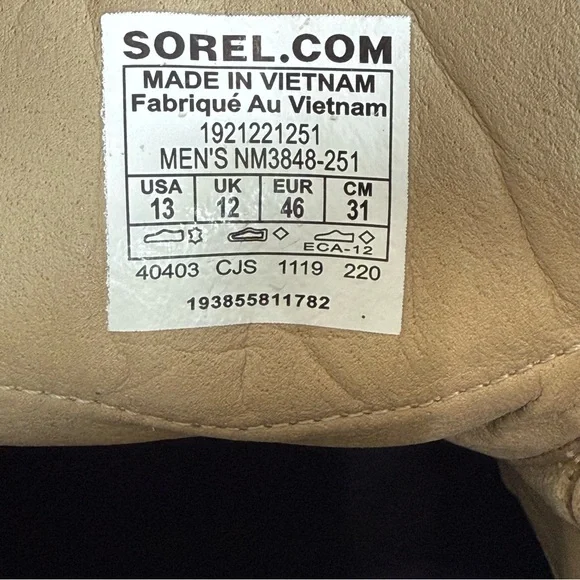 SOREL.COM
MADE IN VIETNAM
Fabriqué Au Vietnam
1921221251
MEN'S NM3848-251
USA UK EUR CM
13 12 46 31
ECA-12
40403 CJS 1119 220
193855811782